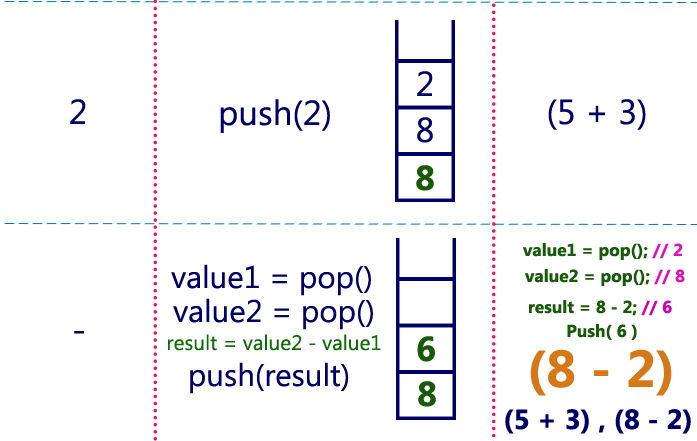 2
push(2)
2
8
8
(5 + 3)
-
value1 = pop()
value2 = pop()
result = value2 - value1
push(result)
6
8
value1 = pop(); // 2
value2 = pop(); // 8
result = 8 - 2; // 6
Push( 6 )
(8 - 2)
(5 + 3) , (8 - 2)